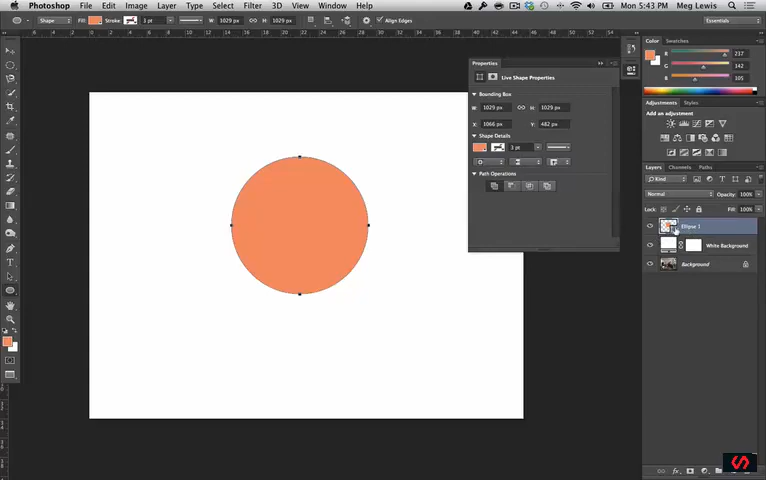 Photoshop File Edit Image Layer Type Select Filter 3D View Window Help Mon 5:43 PM Meg Lewis
Shape Fill: Stroke: 3 pt W: 1029 px H: 1029 px Align Edges Essentials
Properties
Live Shape Properties
Bounding Box
W: 1029 px H: 1029 px
X: 1066 px Y: 482 px
Shape Details
3 pt
Path Operations
Color Swatches
R 237
G 142
B 105
Adjustments Styles
Add an adjustment
Layers Channels Paths
Kind
Normal Opacity: 100%
Lock: Fill: 100%
Ellipse 1
White Background
Background
fx